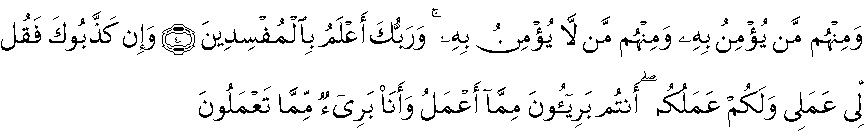 وَمِنْهُم مَّن يُؤْمِنُ بِهِۦ وَمِنْهُم مَّن لَّا يُؤْمِنُ بِهِۦ ۚ وَرَبُّكَ أَعْلَمُ بِٱلْمُفْسِدِينَ ۝٤٠ وَإِن كَذَّبُوكَ فَقُل
لِّى عَمَلِى وَلَكُمْ عَمَلُكُمْ ۖ أَنتُم بَرِيٓـُٔونَ مِمَّآ أَعْمَلُ وَأَنَا۠ بَرِىٓءٌ مِّمَّا تَعْمَلُونَ